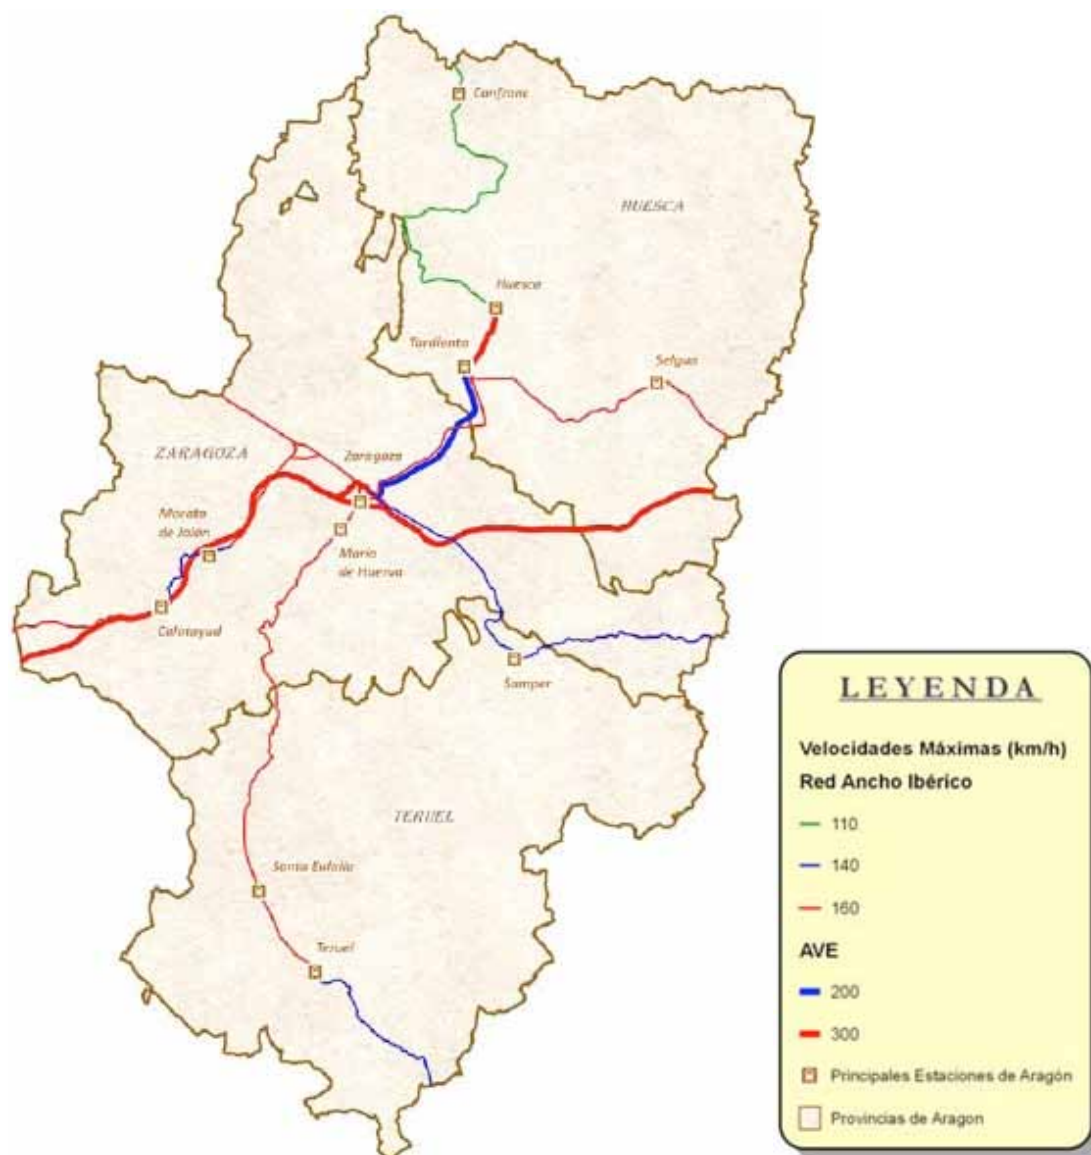 Canfranc
HUESCA
Huesca
Tardienta
Selgua
ZARAGOZA
Zaragoza
Morata
de Jalón
María
de Huerva
Calatayud
Samper
TERUEL
Santa Eulalia
Teruel
LEYENDA
Velocidades Máximas (km/h)
Red Ancho Ibérico
110
140
160
AVE
200
300
Principales Estaciones de Aragón
Provincias de Aragon